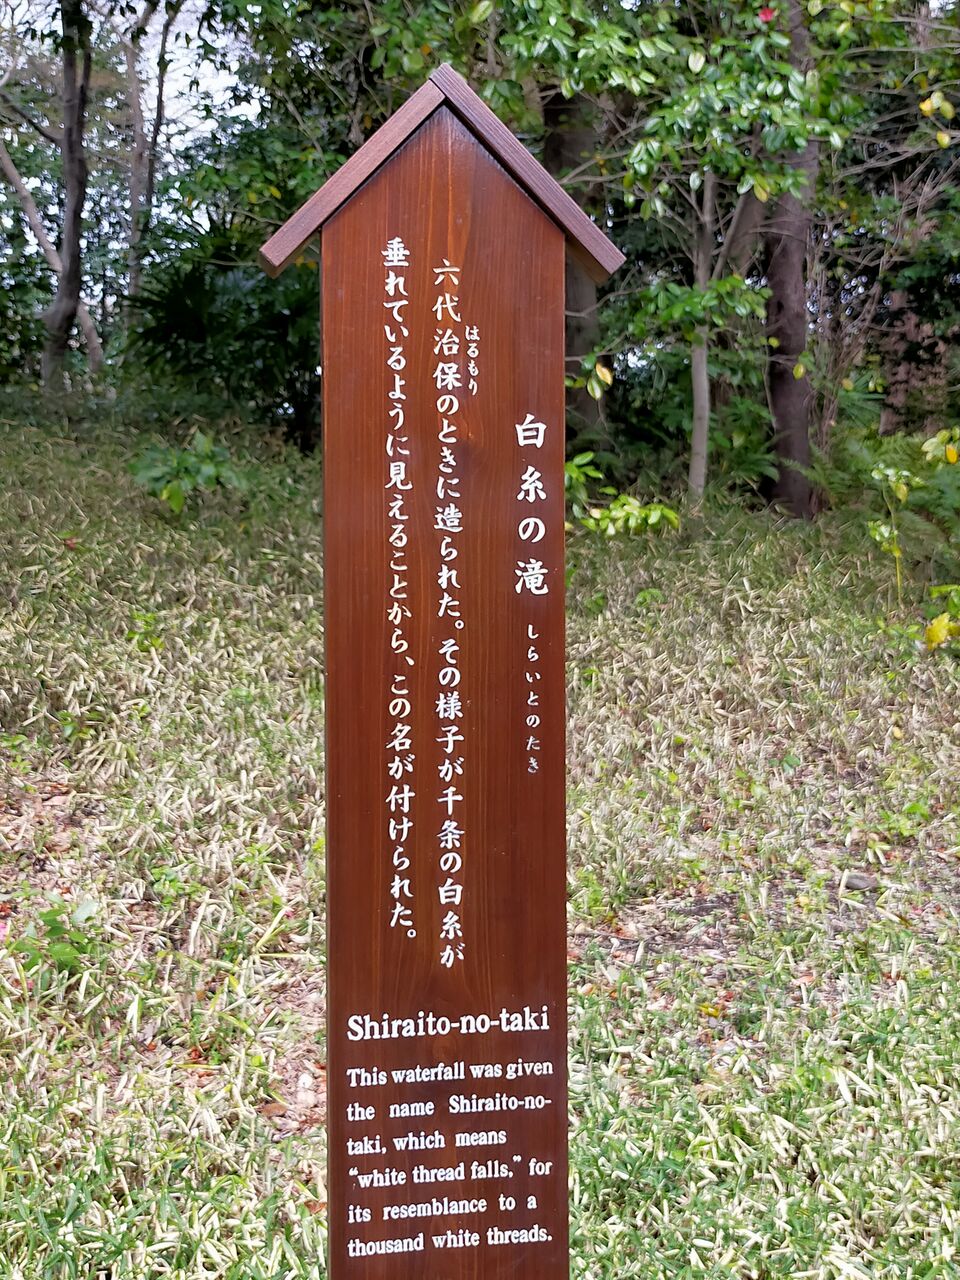 白糸の滝 しらいとのたき
六代治保のときに造られた。その様子が千条の白糸が
はるもり
垂れているように見えることから、この名が付けられた。
Shiraito-no-taki
This waterfall was given
the name Shiraito-no-
taki, which means
“white thread falls,” for
its resemblance to a
thousand white threads.